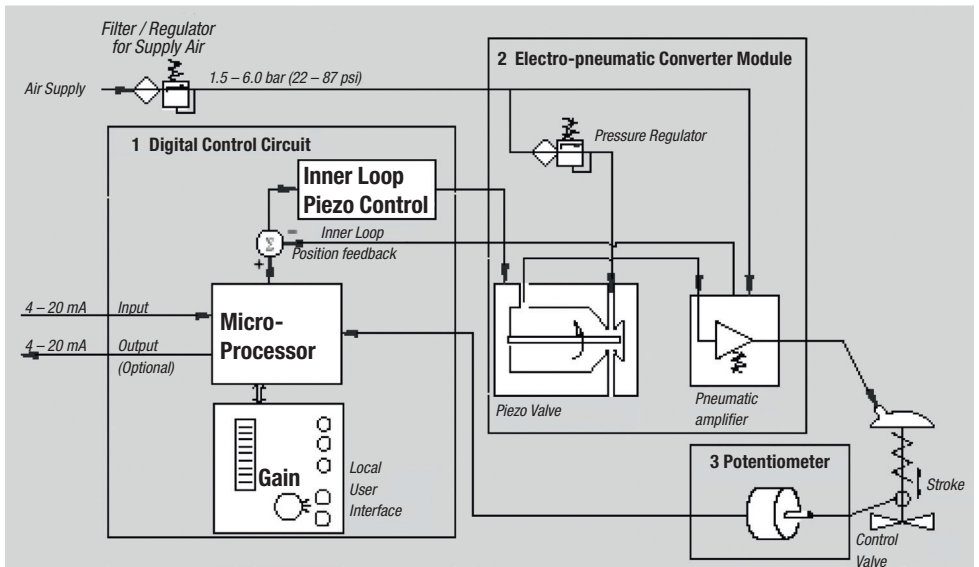 Filter / Regulator
for Supply Air
Air Supply
1.5 – 6.0 bar (22 – 87 psi)
2 Electro-pneumatic Converter Module
Pressure Regulator
1 Digital Control Circuit
Inner Loop
Piezo Control
Σ
–
+
Inner Loop
Position feedback
4 – 20 mA
Input
Micro-
Processor
4 – 20 mA
Output
(Optional)
Gain
Local
User
Interface
Piezo Valve
Pneumatic
amplifier
3 Potentiometer
Stroke
Control
Valve